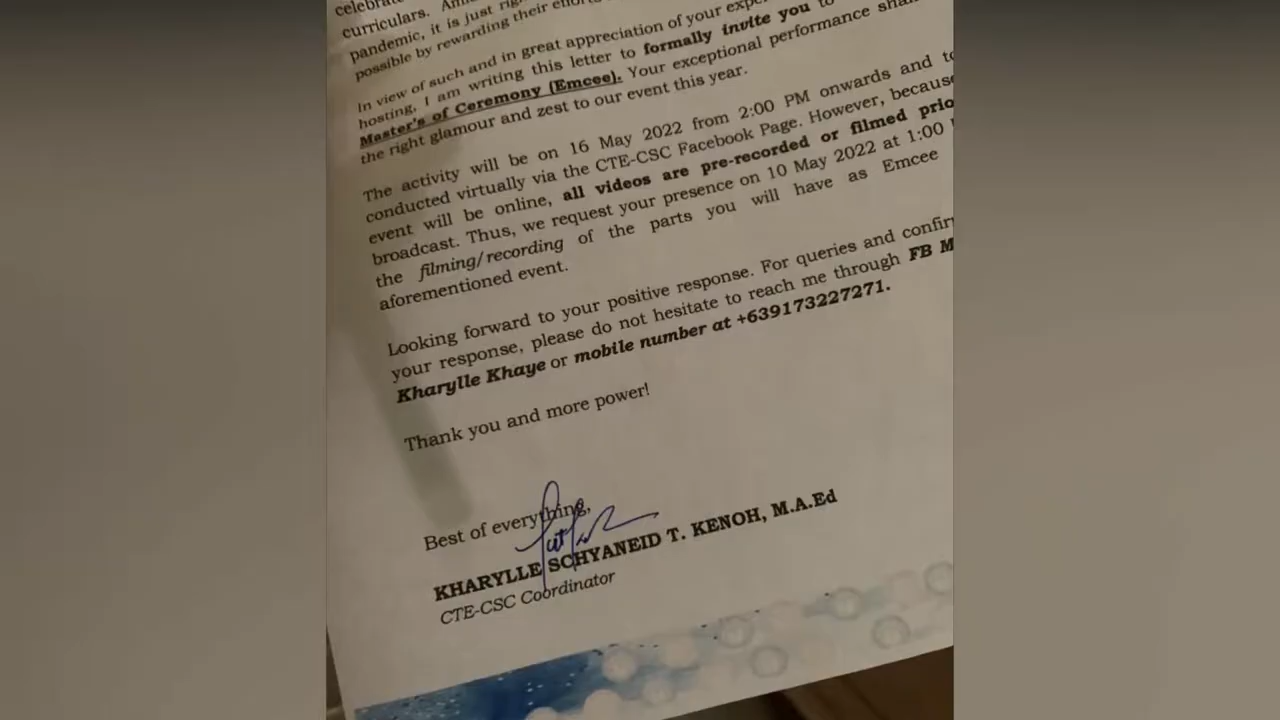 celebrate
curriculars.
pandemic, it is just
possible by rewarding their efforts
In view of such and in great appreciation of your
hosting, I am writing this letter to formally invite you to
Master's of Ceremony (Emcee). Your exceptional performance
the right glamour and zest to our event this year.
The activity will be on 16 May 2022 from 2:00 PM onwards and
conducted virtually via the CTE-CSC Facebook Page. However, because
event will be online, all videos are pre-recorded or filmed
broadcast. Thus, we request your presence on 10 May 2022 at 1:00
the filming/recording of the parts you will have as Emcee
aforementioned event.
Looking forward to your positive response. For queries and
your response, please do not hesitate to reach me through FB M
Kharylle Khaye or mobile number at +639173227271.
Thank you and more power!
Best of everything,
KHARYLLE SCHYANEID T. KENOH, M.A.Ed
CTE-CSC Coordinator